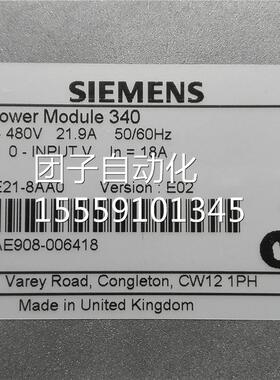 SIEMENS
ower Module 340
480V 21.9A 50/60Hz
0 - INPUT V In = 18A
团子自动化
E21-8AA0 Version : E02
15559101345
AE908-006418
Varey Road, Congleton, CW12 1PH
Made in United Kingdom